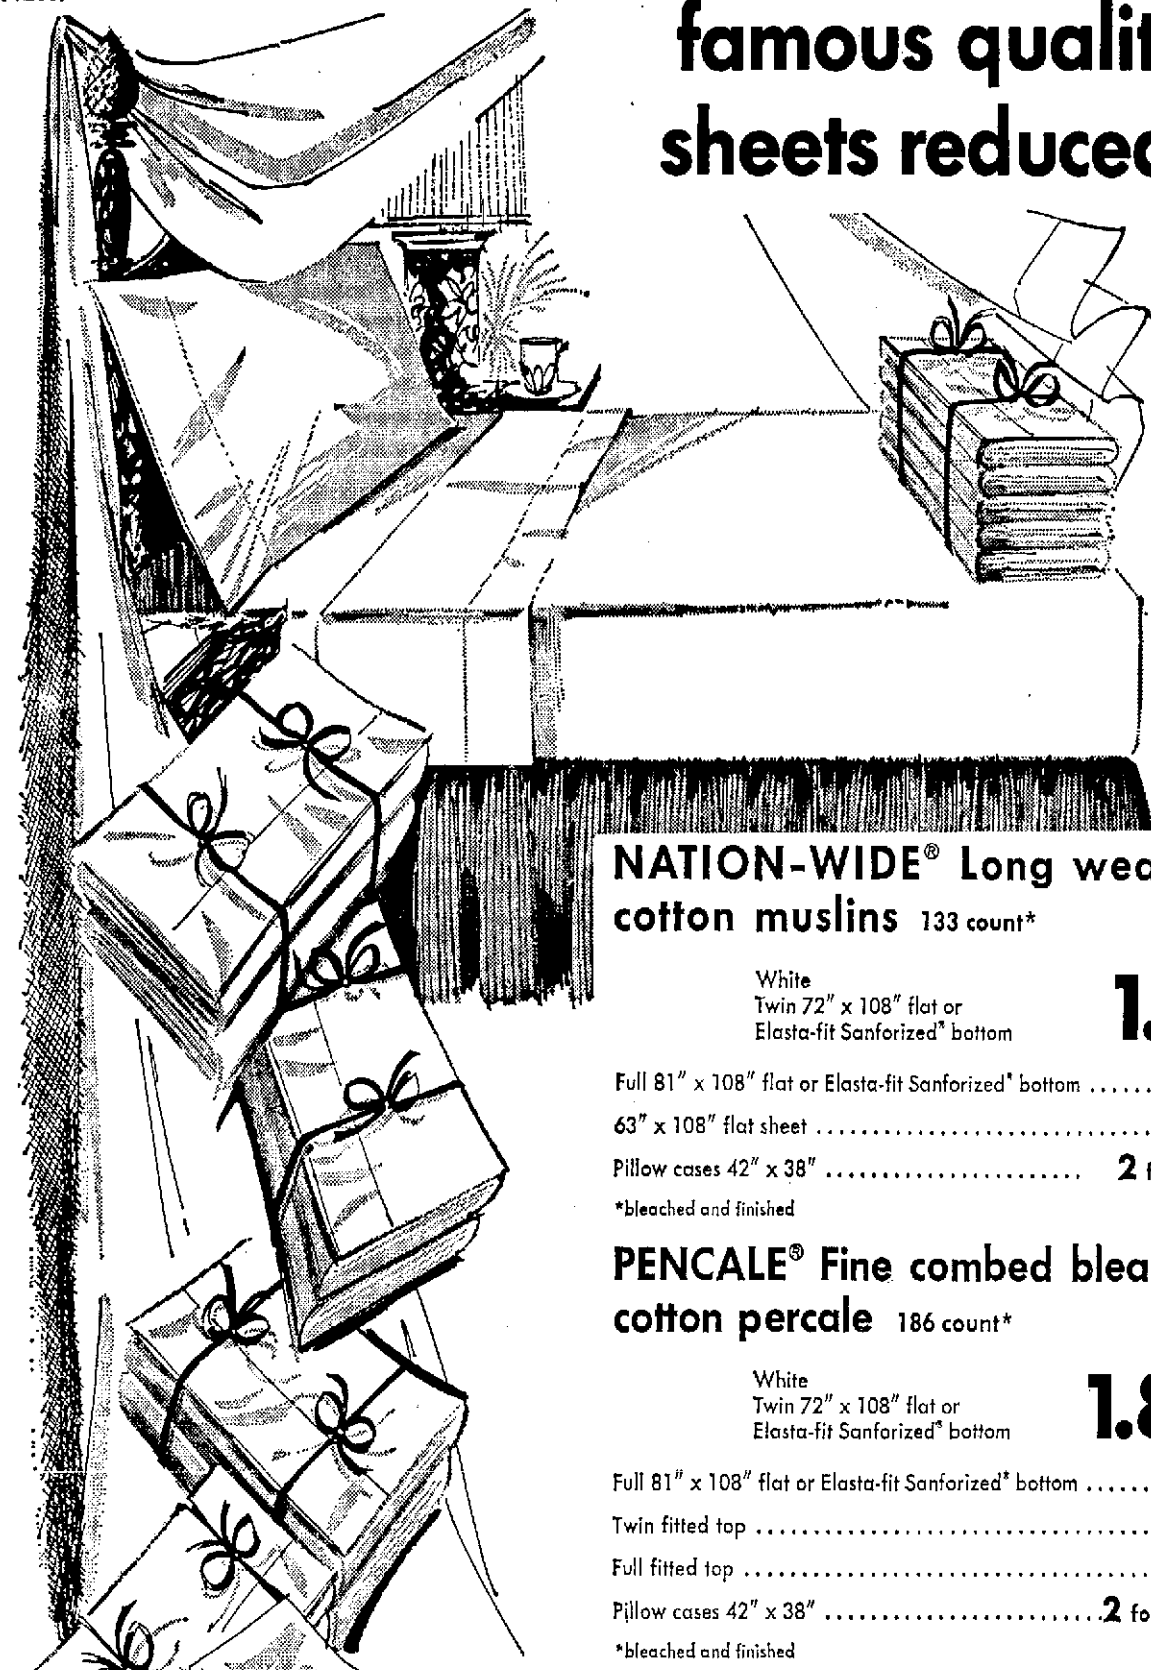 famous qualit
sheets reduced
NATION-WIDE® Long wea
cotton muslins 133 count*
White
Twin 72" x 108" flat or
Elasta-fit Sanforized* bottom
1.
Full 81" x 108" flat or Elasta-fit Sanforized* bottom ......
63" x 108" flat sheet .............................
Pillow cases 42" x 38" ....................... 2 f
*bleached and finished
PENCALE® Fine combed blea
cotton percale 186 count*
White
Twin 72" x 108" flat or
Elasta-fit Sanforized* bottom
1.8
Full 81" x 108" flat or Elasta-fit Sanforized* bottom ......
Twin fitted top ..................................
Full fitted top ...................................
Pillow cases 42" x 38" ........................2 fo
*bleached and finished